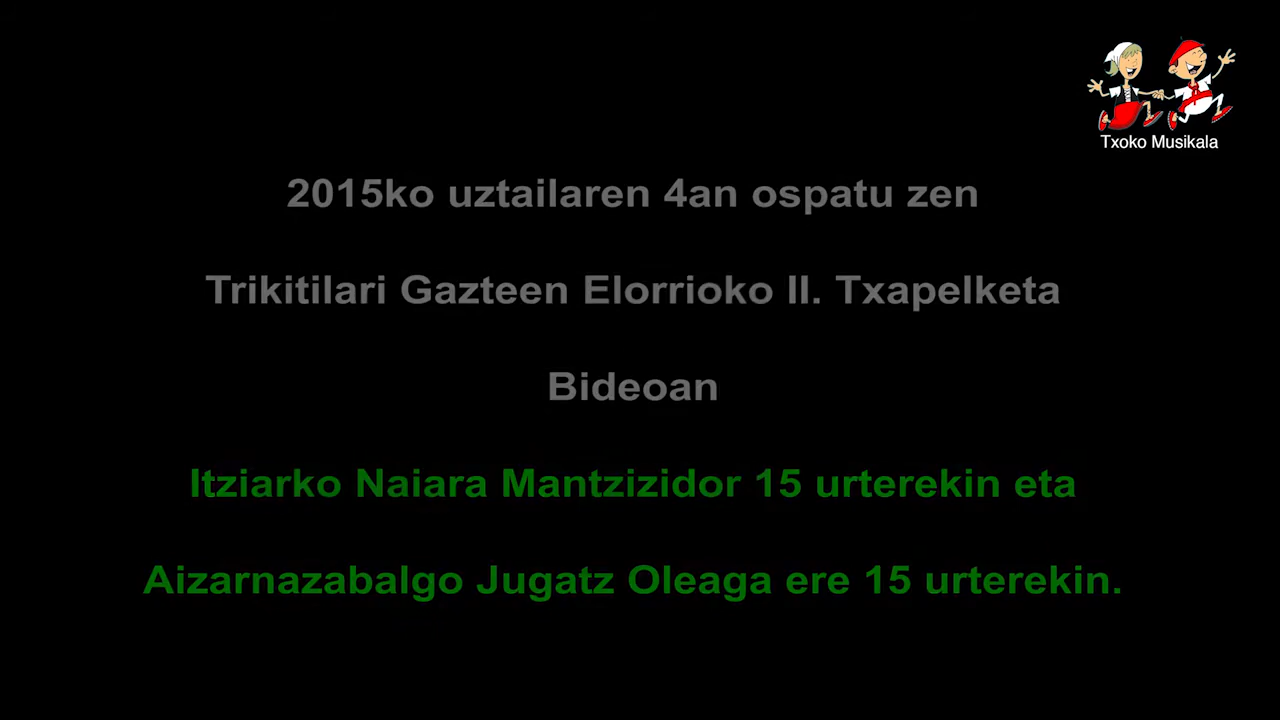 Txoko Musikala
2015ko uztailaren 4an ospatu zen
Trikitilari Gazteen Elorrioko II. Txapelketa
Bideoan
Itziarko Naiara Mantzizidor 15 urterekin eta
Aizarnazabalgo Jugatz Oleaga ere 15 urterekin.